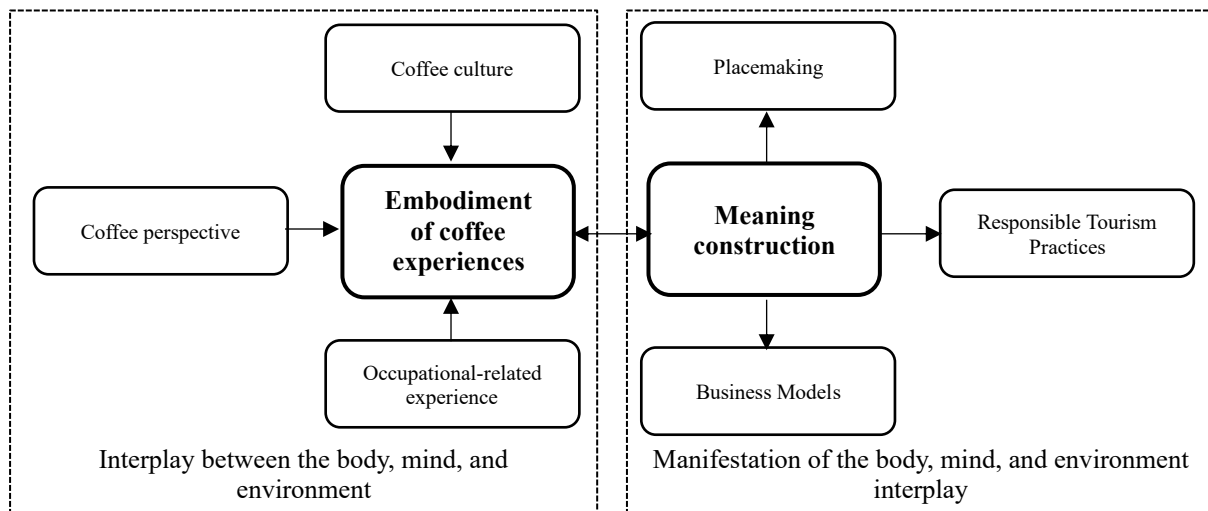 Coffee culture
Coffee perspective
Embodiment
of coffee
experiences
Occupational-related
experience
Interplay between the body, mind, and
environment
Placemaking
Meaning
construction
Responsible Tourism
Practices
Business Models
Manifestation of the body, mind, and environment
interplay